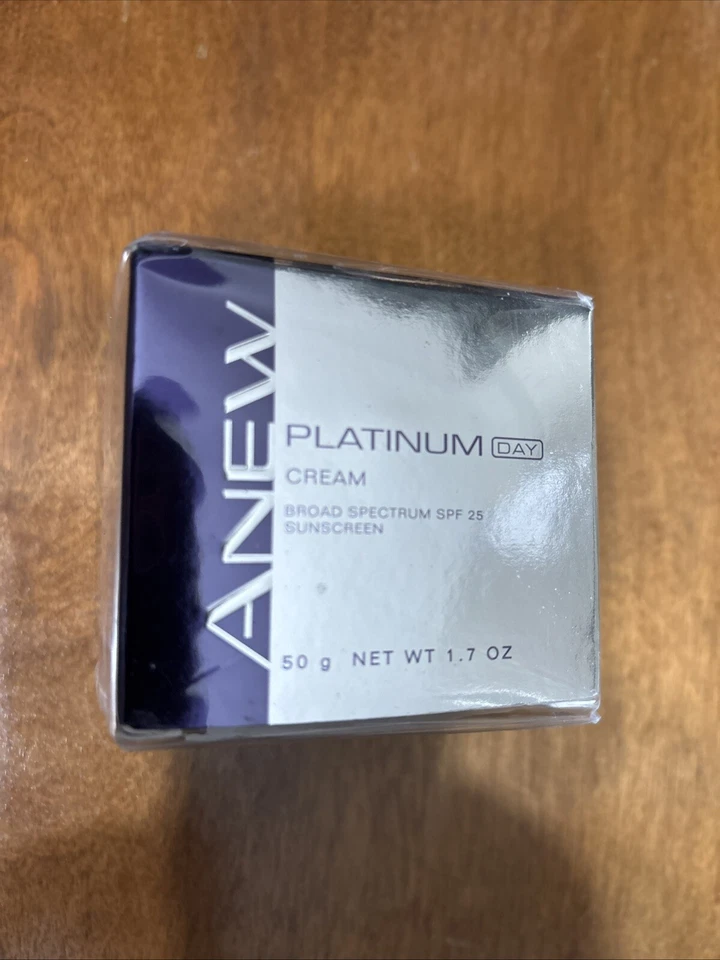 ANEW
PLATINUM DAY
CREAM
BROAD SPECTRUM SPF 25
SUNSCREEN
50 g NET WT 1.7 OZ